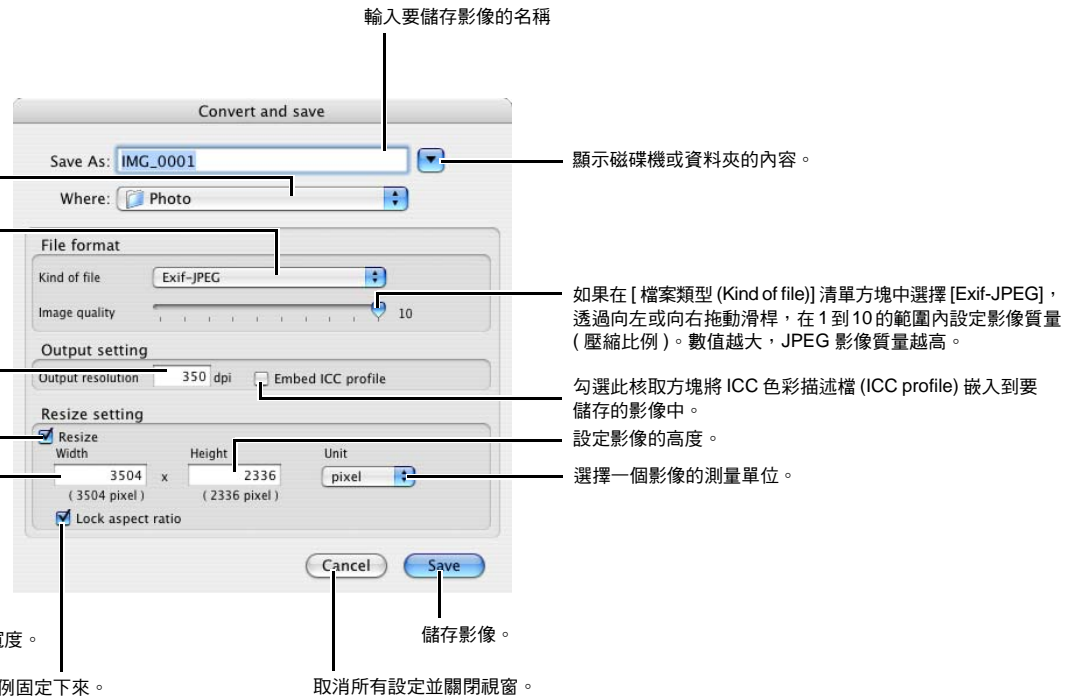 輸入要儲存影像的名稱
Convert and save
Save As: IMG_0001
顯示磁碟機或資料夾的內容。
Where: Photo
File format
Kind of file Exif-JPEG
Image quality 10
如果在 [ 檔案類型 (Kind of file)] 清單方塊中選擇 [Exif-JPEG]，
透過向左或向右拖動滑桿，在 1 到 10 的範圍內設定影像質量
( 壓縮比例 )。數值越大，JPEG 影像質量越高。
Output setting
Output resolution 350 dpi Embed ICC profile
勾選此核取方塊將 ICC 色彩描述檔 (ICC profile) 嵌入到要
儲存的影像中。
Resize setting
Resize
設定影像的高度。
Width Height Unit
3504 x 2336 pixel
選擇一個影像的測量單位。
( 3504 pixel ) ( 2336 pixel )
Lock aspect ratio
Cancel Save
度。
儲存影像。
例固定下來。
取消所有設定並關閉視窗。